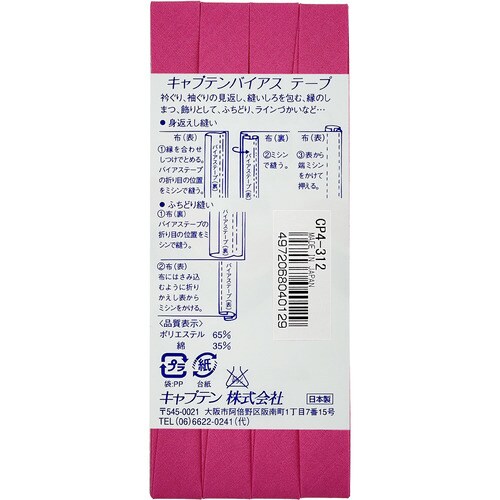 キャプテンバイアス テープ
衿ぐり、袖ぐりの見返し、縫いしろを包む、縁のし
まつ、飾りとして、ふちどり、ラインづかいなど…
● 身返えし縫い
布(表)
①縁を合わせ
しつけでとめる。
バイアステープ
の折り目の位置
をミシンで縫う。
バイアステープ(裏)
布(裏)
②ミシン
で縫う。
③表から
端ミシン
をかけて
押える。
● ふちどり縫い
①布(裏)
バイアステープの
折り目の位置をミ
シンで縫う。
バイアステープ(裏)
②布(表)
布にはさみ込
むように折り
かえし表から
ミシンをかける。
バイアステープ(表)
CP4-312
MADE IN JAPAN
4972068040129
〈品質表示〉
ポリエステル 65%
綿 35%
プラ
紙
袋:PP
台紙
キャプテン 株式会社
日本製
〒545-0021 大阪市阿倍野区阪南町1丁目7番15号
TEL (06)6622-0241(代)